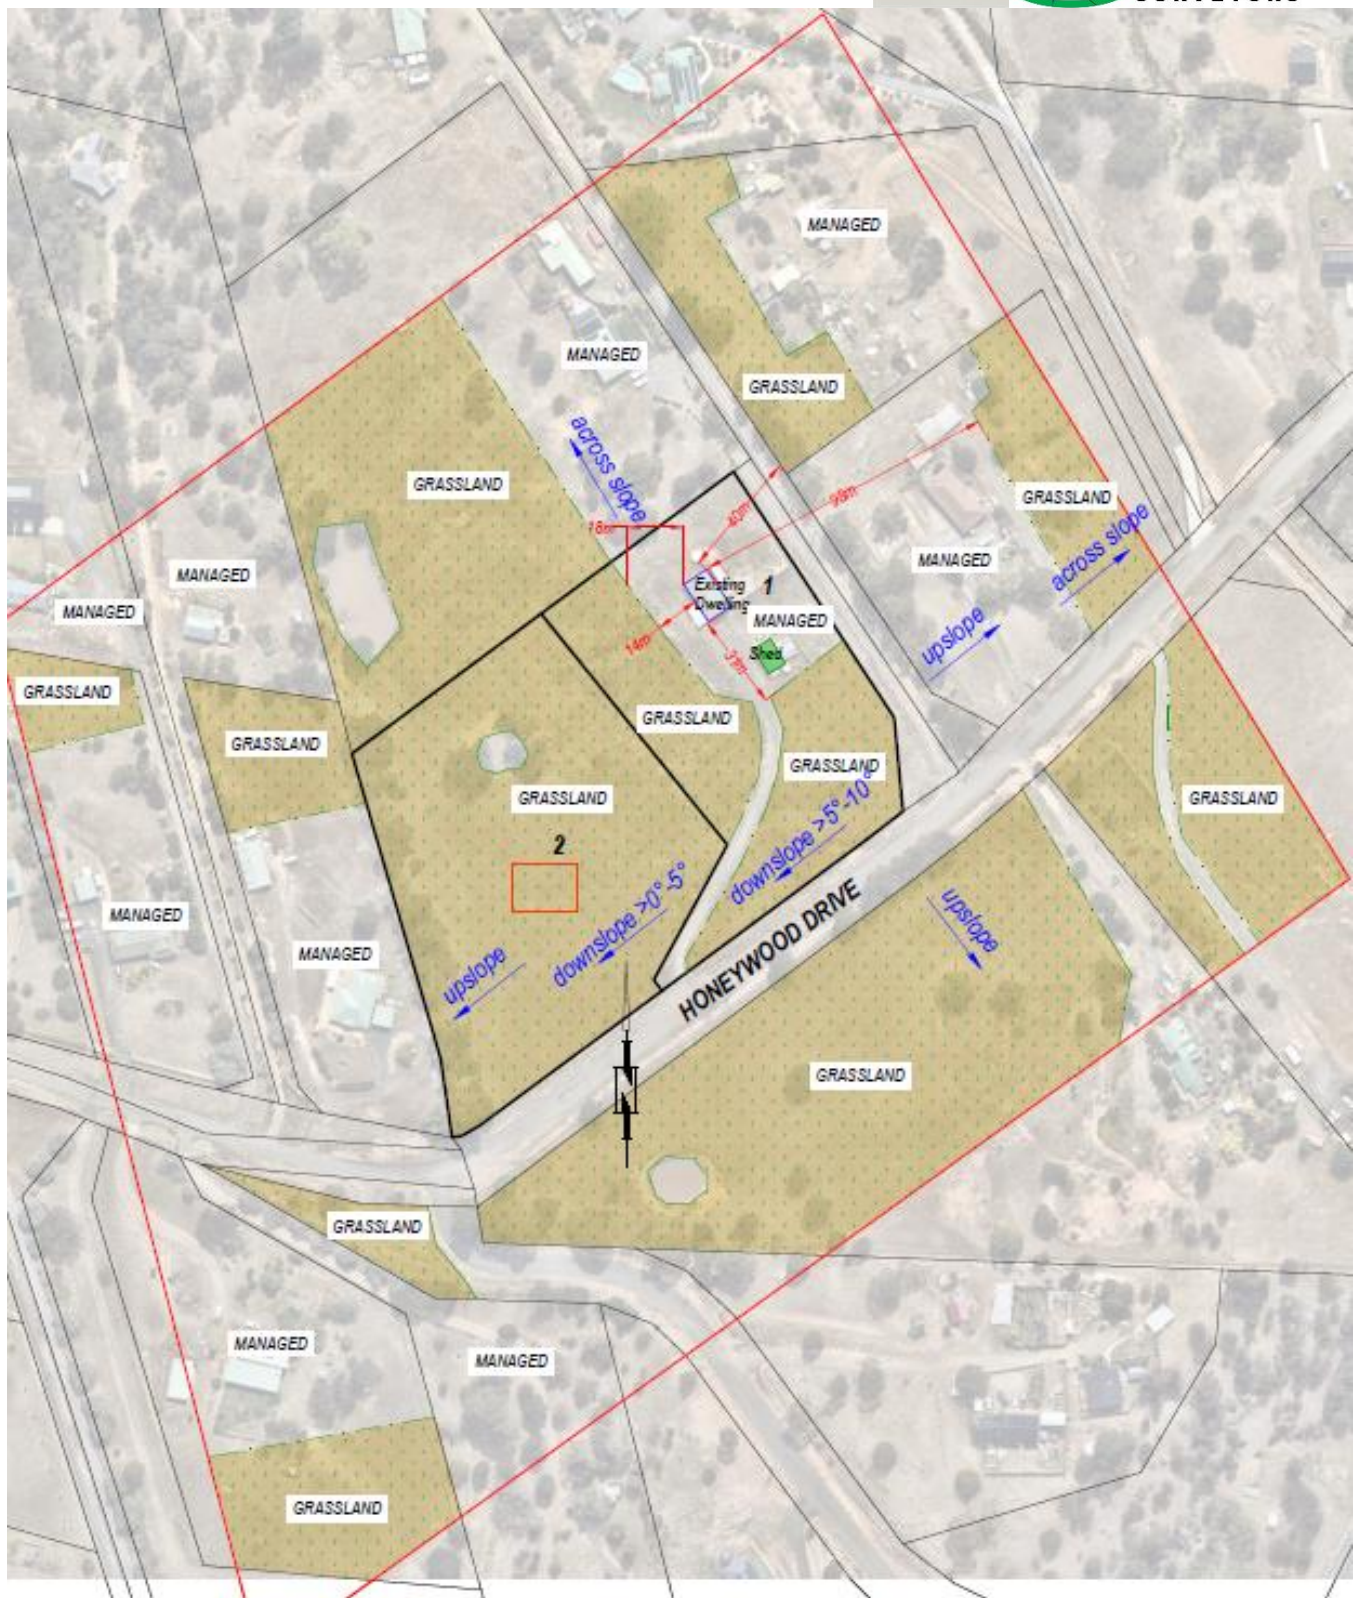 MANAGED
MANAGED
GRASSLAND
across slope
GRASSLAND
40m
98m
GRASSLAND
18m
across slope
MANAGED
MANAGED
Existing
Dwelling
1
MANAGED
MANAGED
14m
Shed
31m
upslope
GRASSLAND
GRASSLAND
GRASSLAND
GRASSLAND
GRASSLAND
GRASSLAND
2
downslope >5°-10°
MANAGED
HONEYWOOD DRIVE
upslope
MANAGED
downslope >0°-5°
upslope
GRASSLAND
GRASSLAND
MANAGED
MANAGED
GRASSLAND